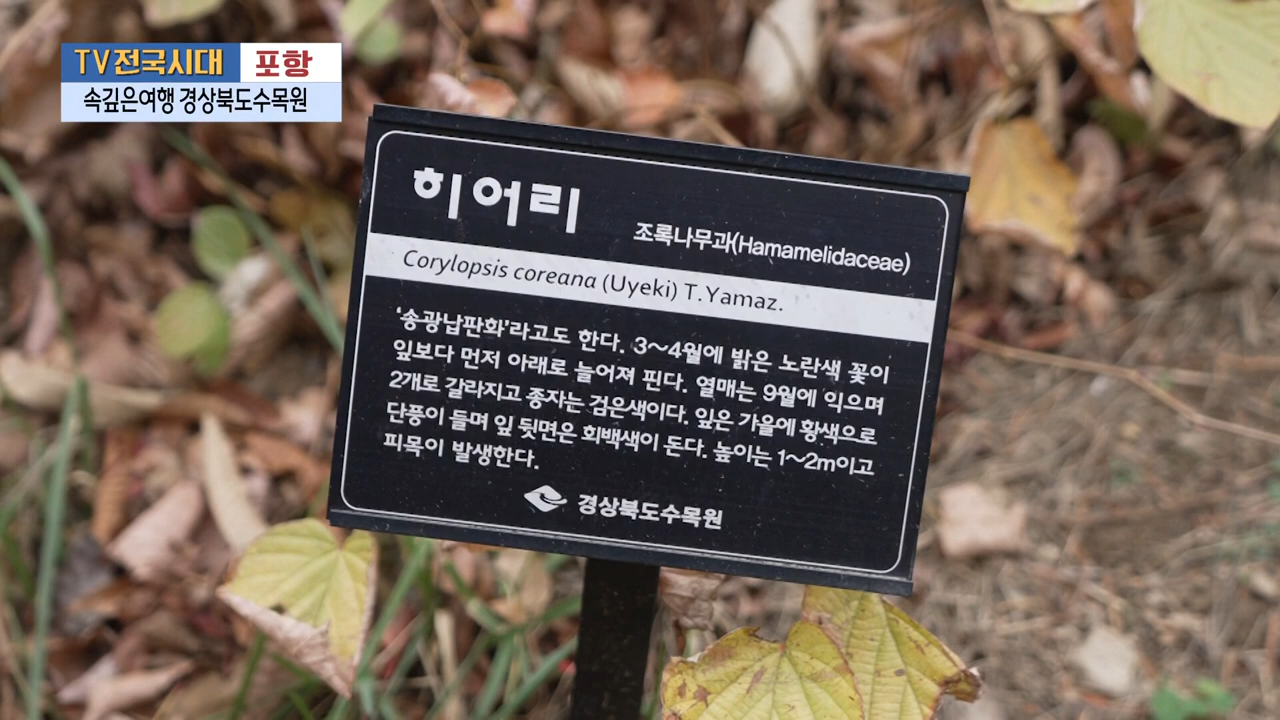 TV전국시대 포항
속깊은여행 경상북도수목원
히어리
조록나무과(Hamamelidaceae)
Corylopsis coreana (Uyeki) T.Yamaz.
‘송광납판화’라고도 한다. 3~4월에 밝은 노란색 꽃이
잎보다 먼저 아래로 늘어져 핀다. 열매는 9월에 익으며
2개로 갈라지고 종자는 검은색이다. 잎은 가을에 황색으로
단풍이 들며 잎 뒷면은 회백색이 돈다. 높이는 1~2m이고
피목이 발생한다.
경상북도수목원